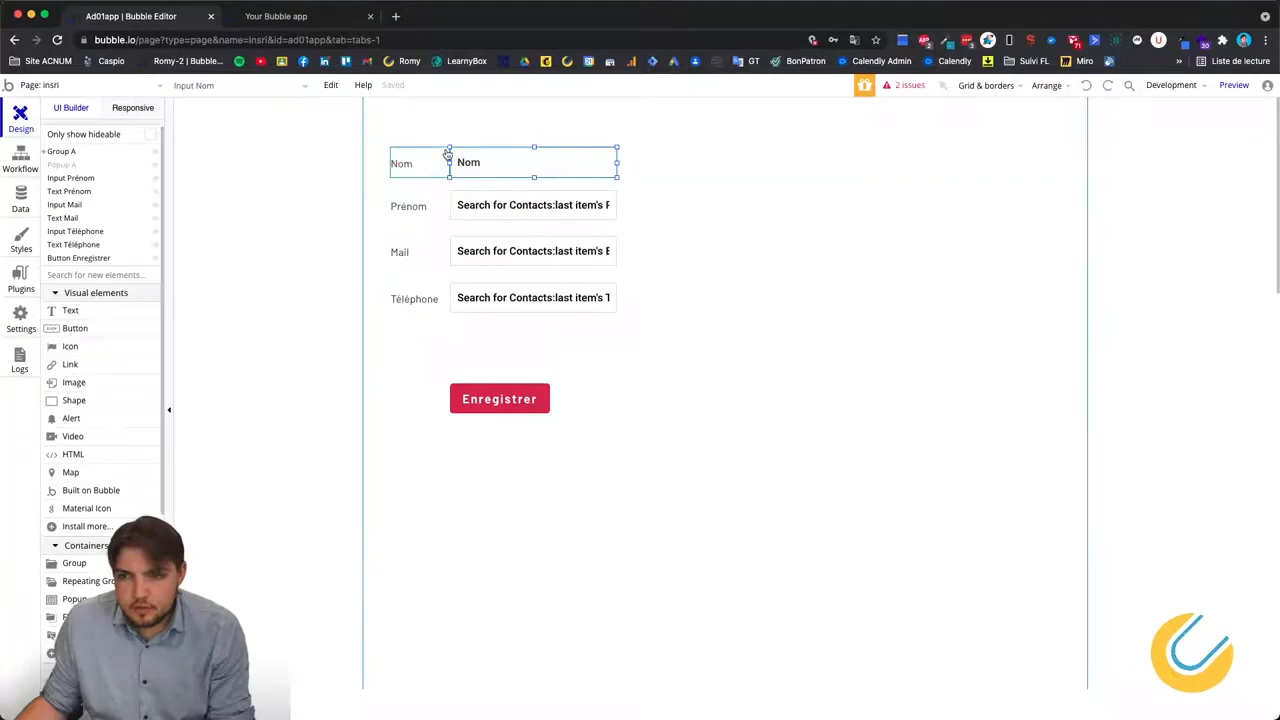 Ad01app | Bubble Editor
Your Bubble app
bubble.io/page?type=page&name=insri&id=ad01app&tab=tabs-1
Site ACNUM
Caspio
Romy-2 | Bubble...
Romy
LearnyBox
BonPatron
Calendly Admin
Calendly
Suivi FL.
Miro
»
Liste de lecture
Page: insri
Input Nom
Edit
Help
Saved
2 issues
Grid & borders
Arrange
Development
Preview
Design
Workflow
Data
Styles
Plugins
Settings
Logs
UI Builder
Responsive
Only show hideable
Group A
Popup A
Input Prénom
Text Prénom
Input Mail
Text Mail
Input Téléphone
Text Téléphone
Button Enregistrer
Search for new elements...
Visual elements
Text
Button
Icon
Link
Image
Shape
Alert
Video
HTML
Map
Built on Bubble
Material Icon
Install more...
Containers
Group
Repeating Gro
Popup
Nom
Nom
Prénom
Search for Contacts:last item's F
Mail
Search for Contacts:last item's E
Téléphone
Search for Contacts:last item's T
Enregistrer